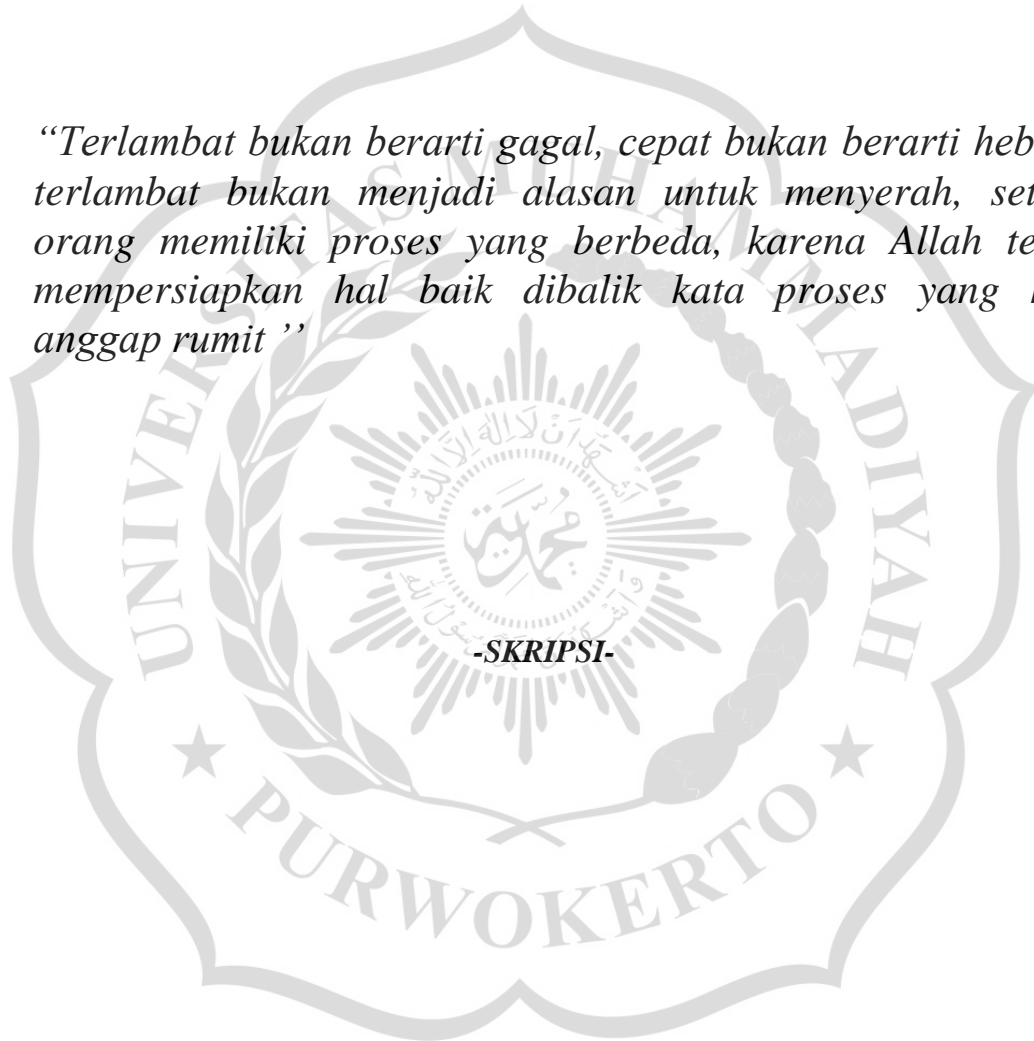 “Terlambat bukan berarti gagal, cepat bukan berarti heb
terlambat bukan menjadi alasan untuk menyerah, set
orang memiliki proses yang berbeda, karena Allah te
mempersiapkan hal baik dibalik kata proses yang
anggap rumit ’’
UNIVERSITAS MUHAMMADIYAH
-SKRIPSI-
★ PURWOKERTO ★